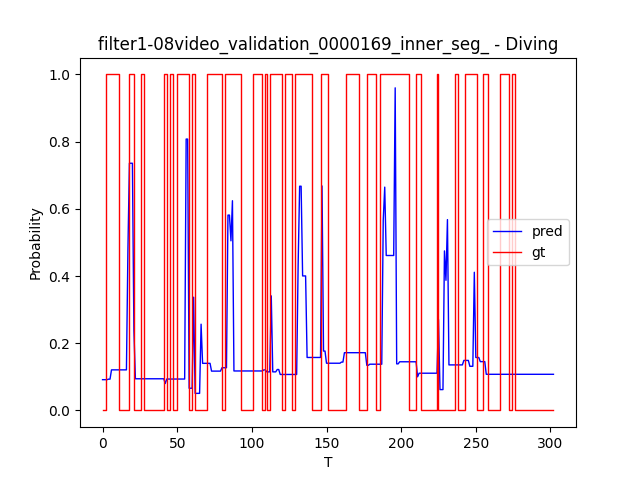 filter1-08video_validation_0000169_inner_seg_ - Diving
1.0
0.8
0.6
0.4
0.2
0.0
Probability
pred
gt
0 50 100 150 200 250 300
T